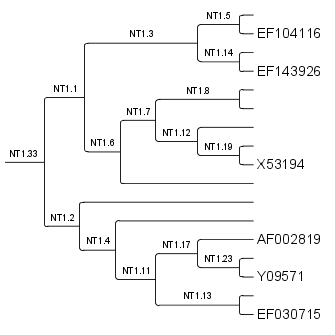 NT1.5
EF104116
NT1.3
NT1.14
EF143926
NT1.1
NT1.8
NT1.7
NT1.12
NT1.6
NT1.19
NT1.33
X53194
NT1.2
NT1.4
NT1.17
AF002819
NT1.23
NT1.11
Y09571
NT1.13
EF030715